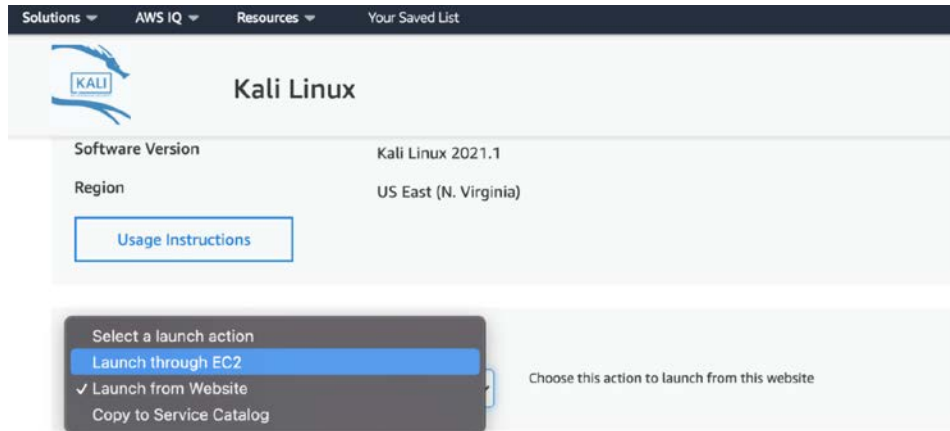 Solutions AWS IQ Resources Your Saved List
KALI
Kali Linux
Software Version Kali Linux 2021.1
Region US East (N. Virginia)
Usage Instructions
Select a launch action
Launch through EC2
✓ Launch from Website
Choose this action to launch from this website
Copy to Service Catalog